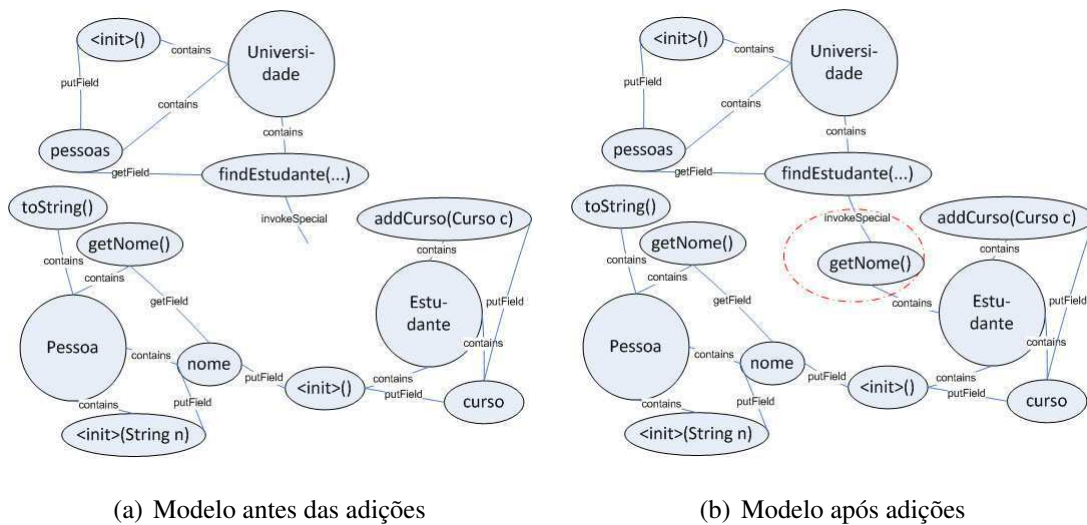 <init>()
contains
Universi-
dade
putField
contains
contains
pessoas
getField
findEstudante(...)
toString()
invokeSpecial
addCurso(Curso c)
getNome()
contains
contains
contains
getField
Estu-
dante
putField
Pessoa
contains
nome
contains
putField
<init>()
contains
putField
curso
contains
putField
<init>(String n)
(a) Modelo antes das adições
<init>()
contains
Universi-
dade
putField
contains
contains
pessoas
getField
findEstudante(...)
toString()
invokeSpecial
addCurso(Curso c)
getNome()
contains
getNome()
contains
contains
contains
getField
Estu-
dante
putField
Pessoa
contains
nome
contains
putField
<init>()
contains
putField
curso
contains
putField
<init>(String n)
(b) Modelo após adições